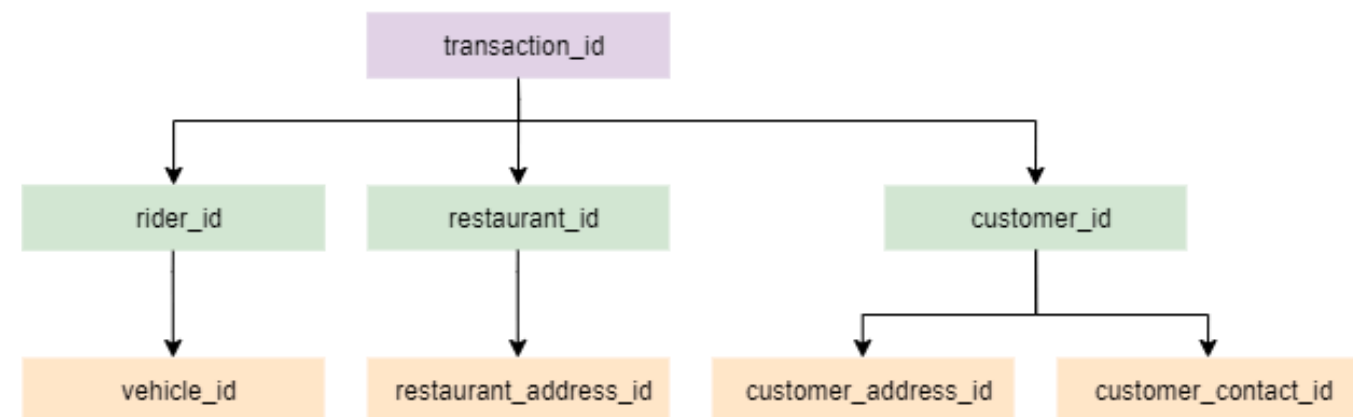 transaction_id
rider_id
restaurant_id
customer_id
vehicle_id
restaurant_address_id
customer_address_id
customer_contact_id